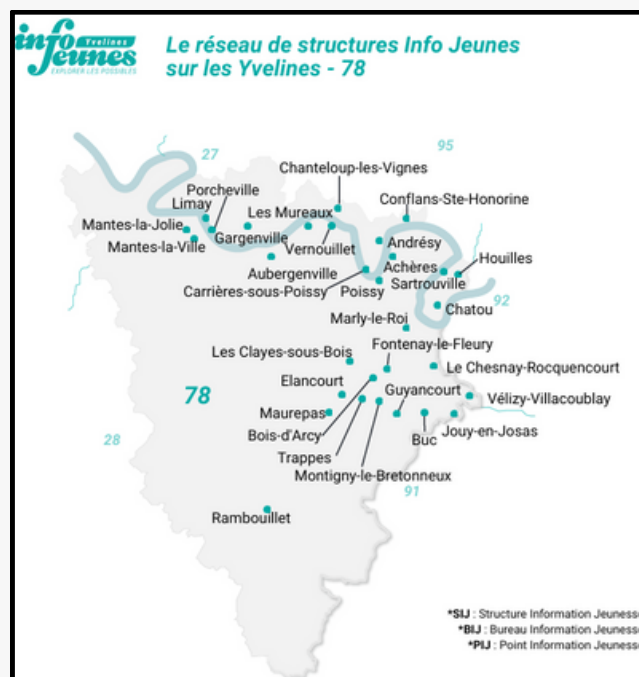 info Yvelines
Jeunes
EXPLORER LES POSSIBLES
Le réseau de structures Info Jeunes
sur les Yvelines - 78
27
95
Chanteloup-les-Vignes
Porcheville
Limay
Conflans-Ste-Honorine
Les Mureaux
Mantes-la-Jolie
Gargenville
Mantes-la-Ville
Vernouillet
Andrésy
Houilles
Aubergenville
Achères
Carrières-sous-Poissy
Poissy
Sartrouville
92
Chatou
Marly-le-Roi
Fontenay-le-Fleury
Les Clayes-sous-Bois
Le Chesnay-Rocquencourt
Elancourt
78
Guyancourt
Vélizy-Villacoublay
Maurepas
28
Bois-d'Arcy
Buc
Jouy-en-Josas
Trappes
Montigny-le-Bretonneux
91
Rambouillet
*SIJ : Structure Information Jeunesse
*BIJ : Bureau Information Jeunesse
*PIJ : Point Information Jeunesse